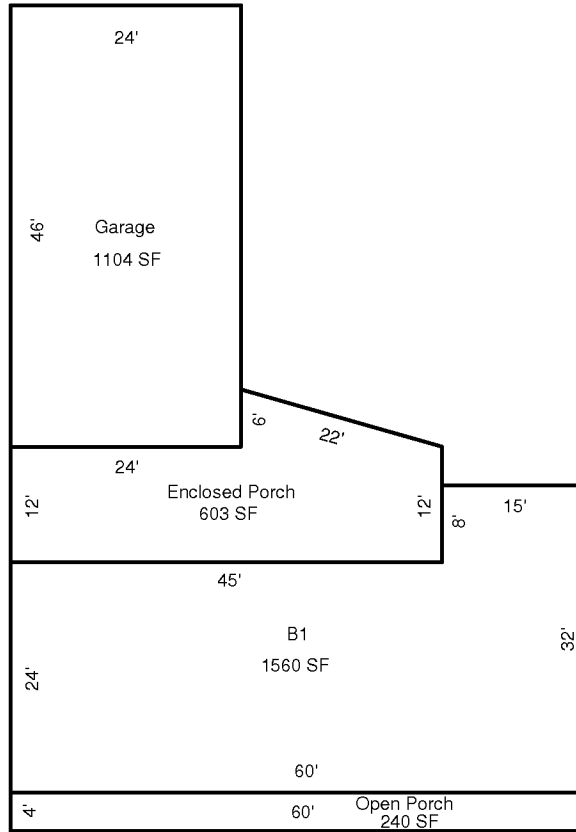 24'
46'
Garage
1104 SF
6'
22'
24'
12'
Enclosed Porch
603 SF
12'
8'
15'
45'
B1
1560 SF
24'
32'
60'
4'
60'
Open Porch
240 SF